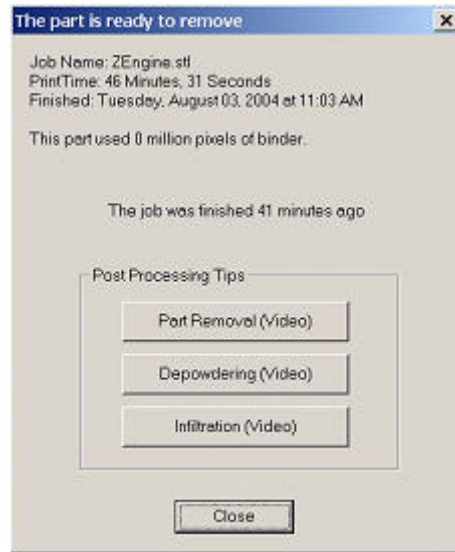 The part is ready to remove
Job Name: ZEngine.stl
PrintTime: 46 Minutes, 31 Seconds
Finished: Tuesday, August 03, 2004 at 11:03 AM
This part used 0 million pixels of binder.
The job was finished 41 minutes ago
Post Processing Tips
Part Removal (Video)
Depowdering (Video)
Infiltration (Video)
Close